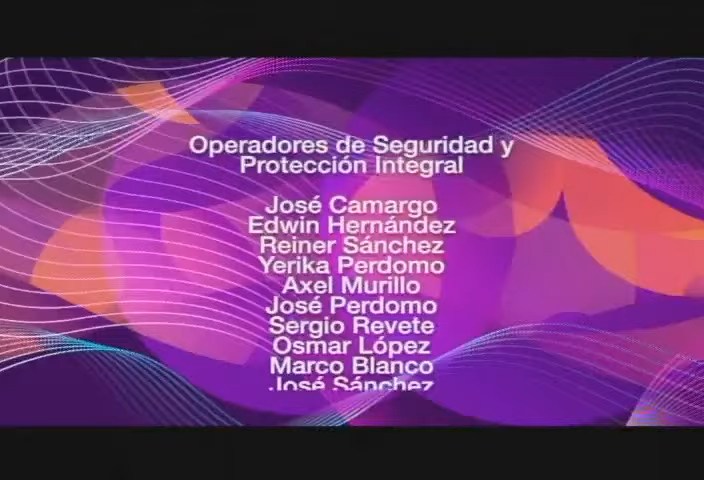 Operadores de Seguridad y
Protección Integral
José Camargo
Edwin Hernández
Reiner Sánchez
Yerika Perdomo
Axel Murillo
José Perdomo
Sergio Revete
Osmar López
Marco Blanco
José Sánchez